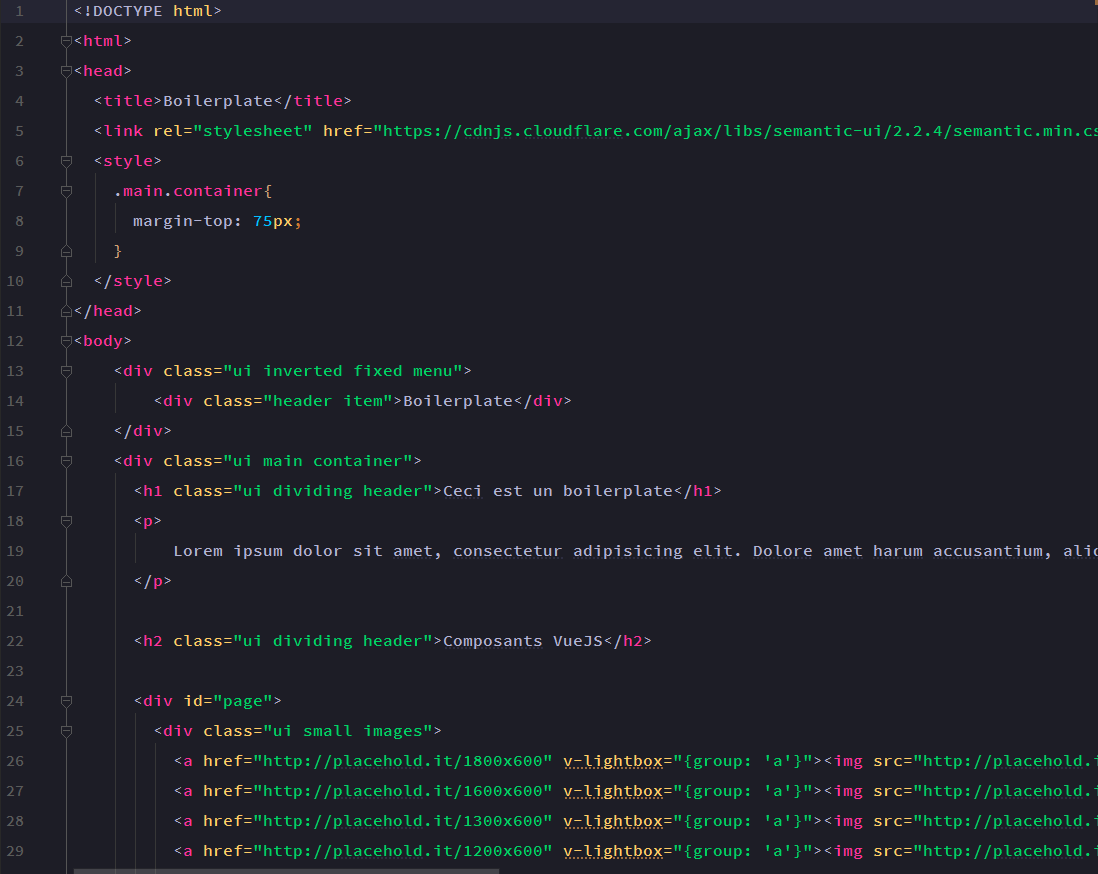 1 <!DOCTYPE html>
2 <html>
3 <head>
4 <title>Boilerplate</title>
5 <link rel="stylesheet" href="https://cdnjs.cloudflare.com/ajax/libs/semantic-ui/2.2.4/semantic.min.cs
6 <style>
7 .main.container{
8 margin-top: 75px;
9 }
10 </style>
11 </head>
12 <body>
13 <div class="ui inverted fixed menu">
14 <div class="header item">Boilerplate</div>
15 </div>
16 <div class="ui main container">
17 <h1 class="ui dividing header">Ceci est un boilerplate</h1>
18 <p>
19 Lorem ipsum dolor sit amet, consectetur adipisicing elit. Dolore amet harum accusantium, alic
20 </p>
21
22 <h2 class="ui dividing header">Composants VueJS</h2>
23
24 <div id="page">
25 <div class="ui small images">
26 <a href="http://placehold.it/1800x600" v-lightbox="{group: 'a'}"><img src="http://placehold.i
27 <a href="http://placehold.it/1600x600" v-lightbox="{group: 'a'}"><img src="http://placehold.i
28 <a href="http://placehold.it/1300x600" v-lightbox="{group: 'a'}"><img src="http://placehold.i
29 <a href="http://placehold.it/1200x600" v-lightbox="{group: 'a'}"><img src="http://placehold.i